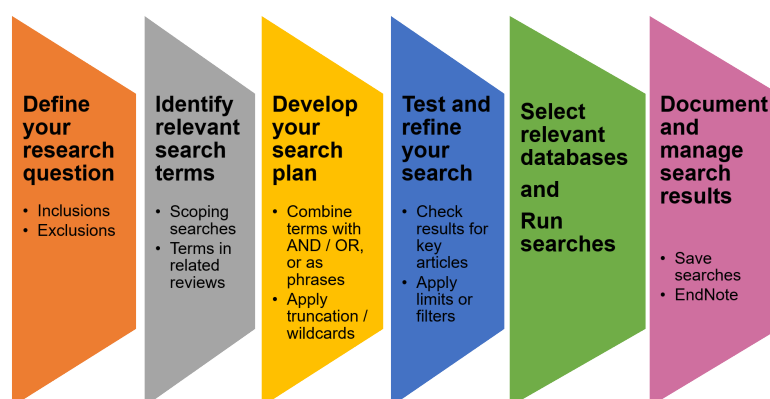 Define
your
research
question
• Inclusions
• Exclusions
Identify
relevant
search
terms
• Scoping
searches
• Terms in
related
reviews
Develop
your
search
plan
• Combine
terms with
AND / OR,
or as
phrases
• Apply
truncation /
wildcards
Test and
refine
your
search
• Check
results for
key
articles
• Apply
limits or
filters
Select
relevant
databases
and
Run
searches
Document
and
manage
search
results
• Save
searches
• EndNote